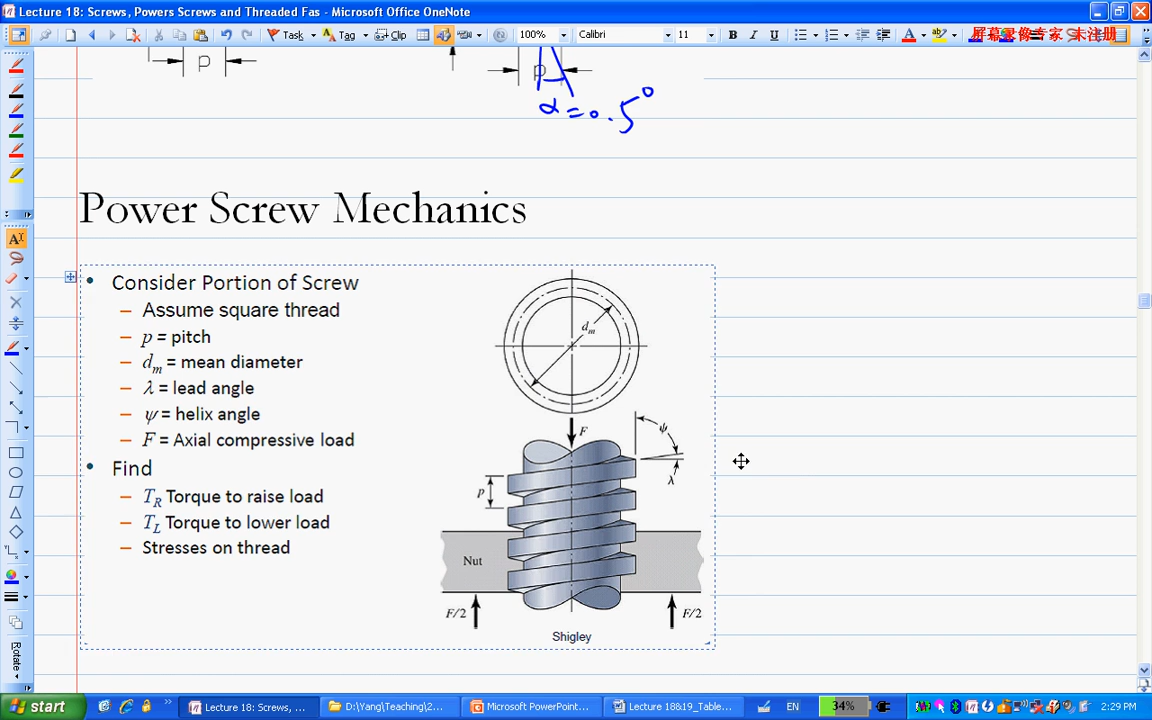 Lecture 18: Screws, Powers Screws and Threaded Fas - Microsoft Office OneNote
Task
Tag
Clip
100%
Calibri
11
B I U
屏幕录像专家 未注册
p
p
α = 0.5°
Power Screw Mechanics
• Consider Portion of Screw
– Assume square thread
– p = pitch
– dm = mean diameter
– λ = lead angle
– ψ = helix angle
– F = Axial compressive load
• Find
– TR Torque to raise load
– TL Torque to lower load
– Stresses on thread
dm
F
ψ
λ
p
Nut
F/2
F/2
Shigley
Rotate
start
Lecture 18: Screws, ...
D:\Yang\Teaching\2...
Microsoft PowerPoint...
Lecture 18&19_Table...
EN
34%
2:29 PM